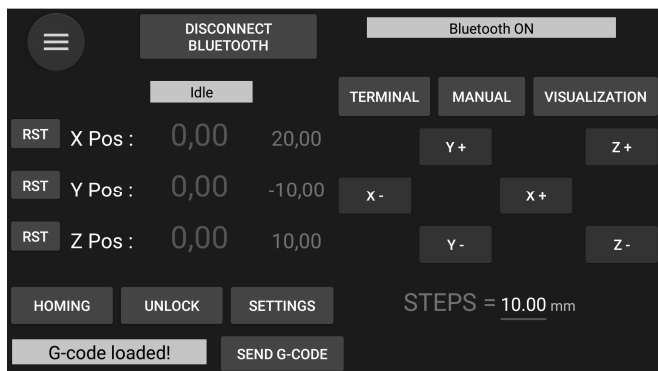 DISCONNECT
BLUETOOTH
Bluetooth ON
Idle
TERMINAL MANUAL VISUALIZATION
RST X Pos : 0,00 20,00
Y + Z +
RST Y Pos : 0,00 -10,00
X - X +
RST Z Pos : 0,00 10,00
Y - Z -
HOMING UNLOCK SETTINGS
STEPS = 10.00 mm
G-code loaded! SEND G-CODE